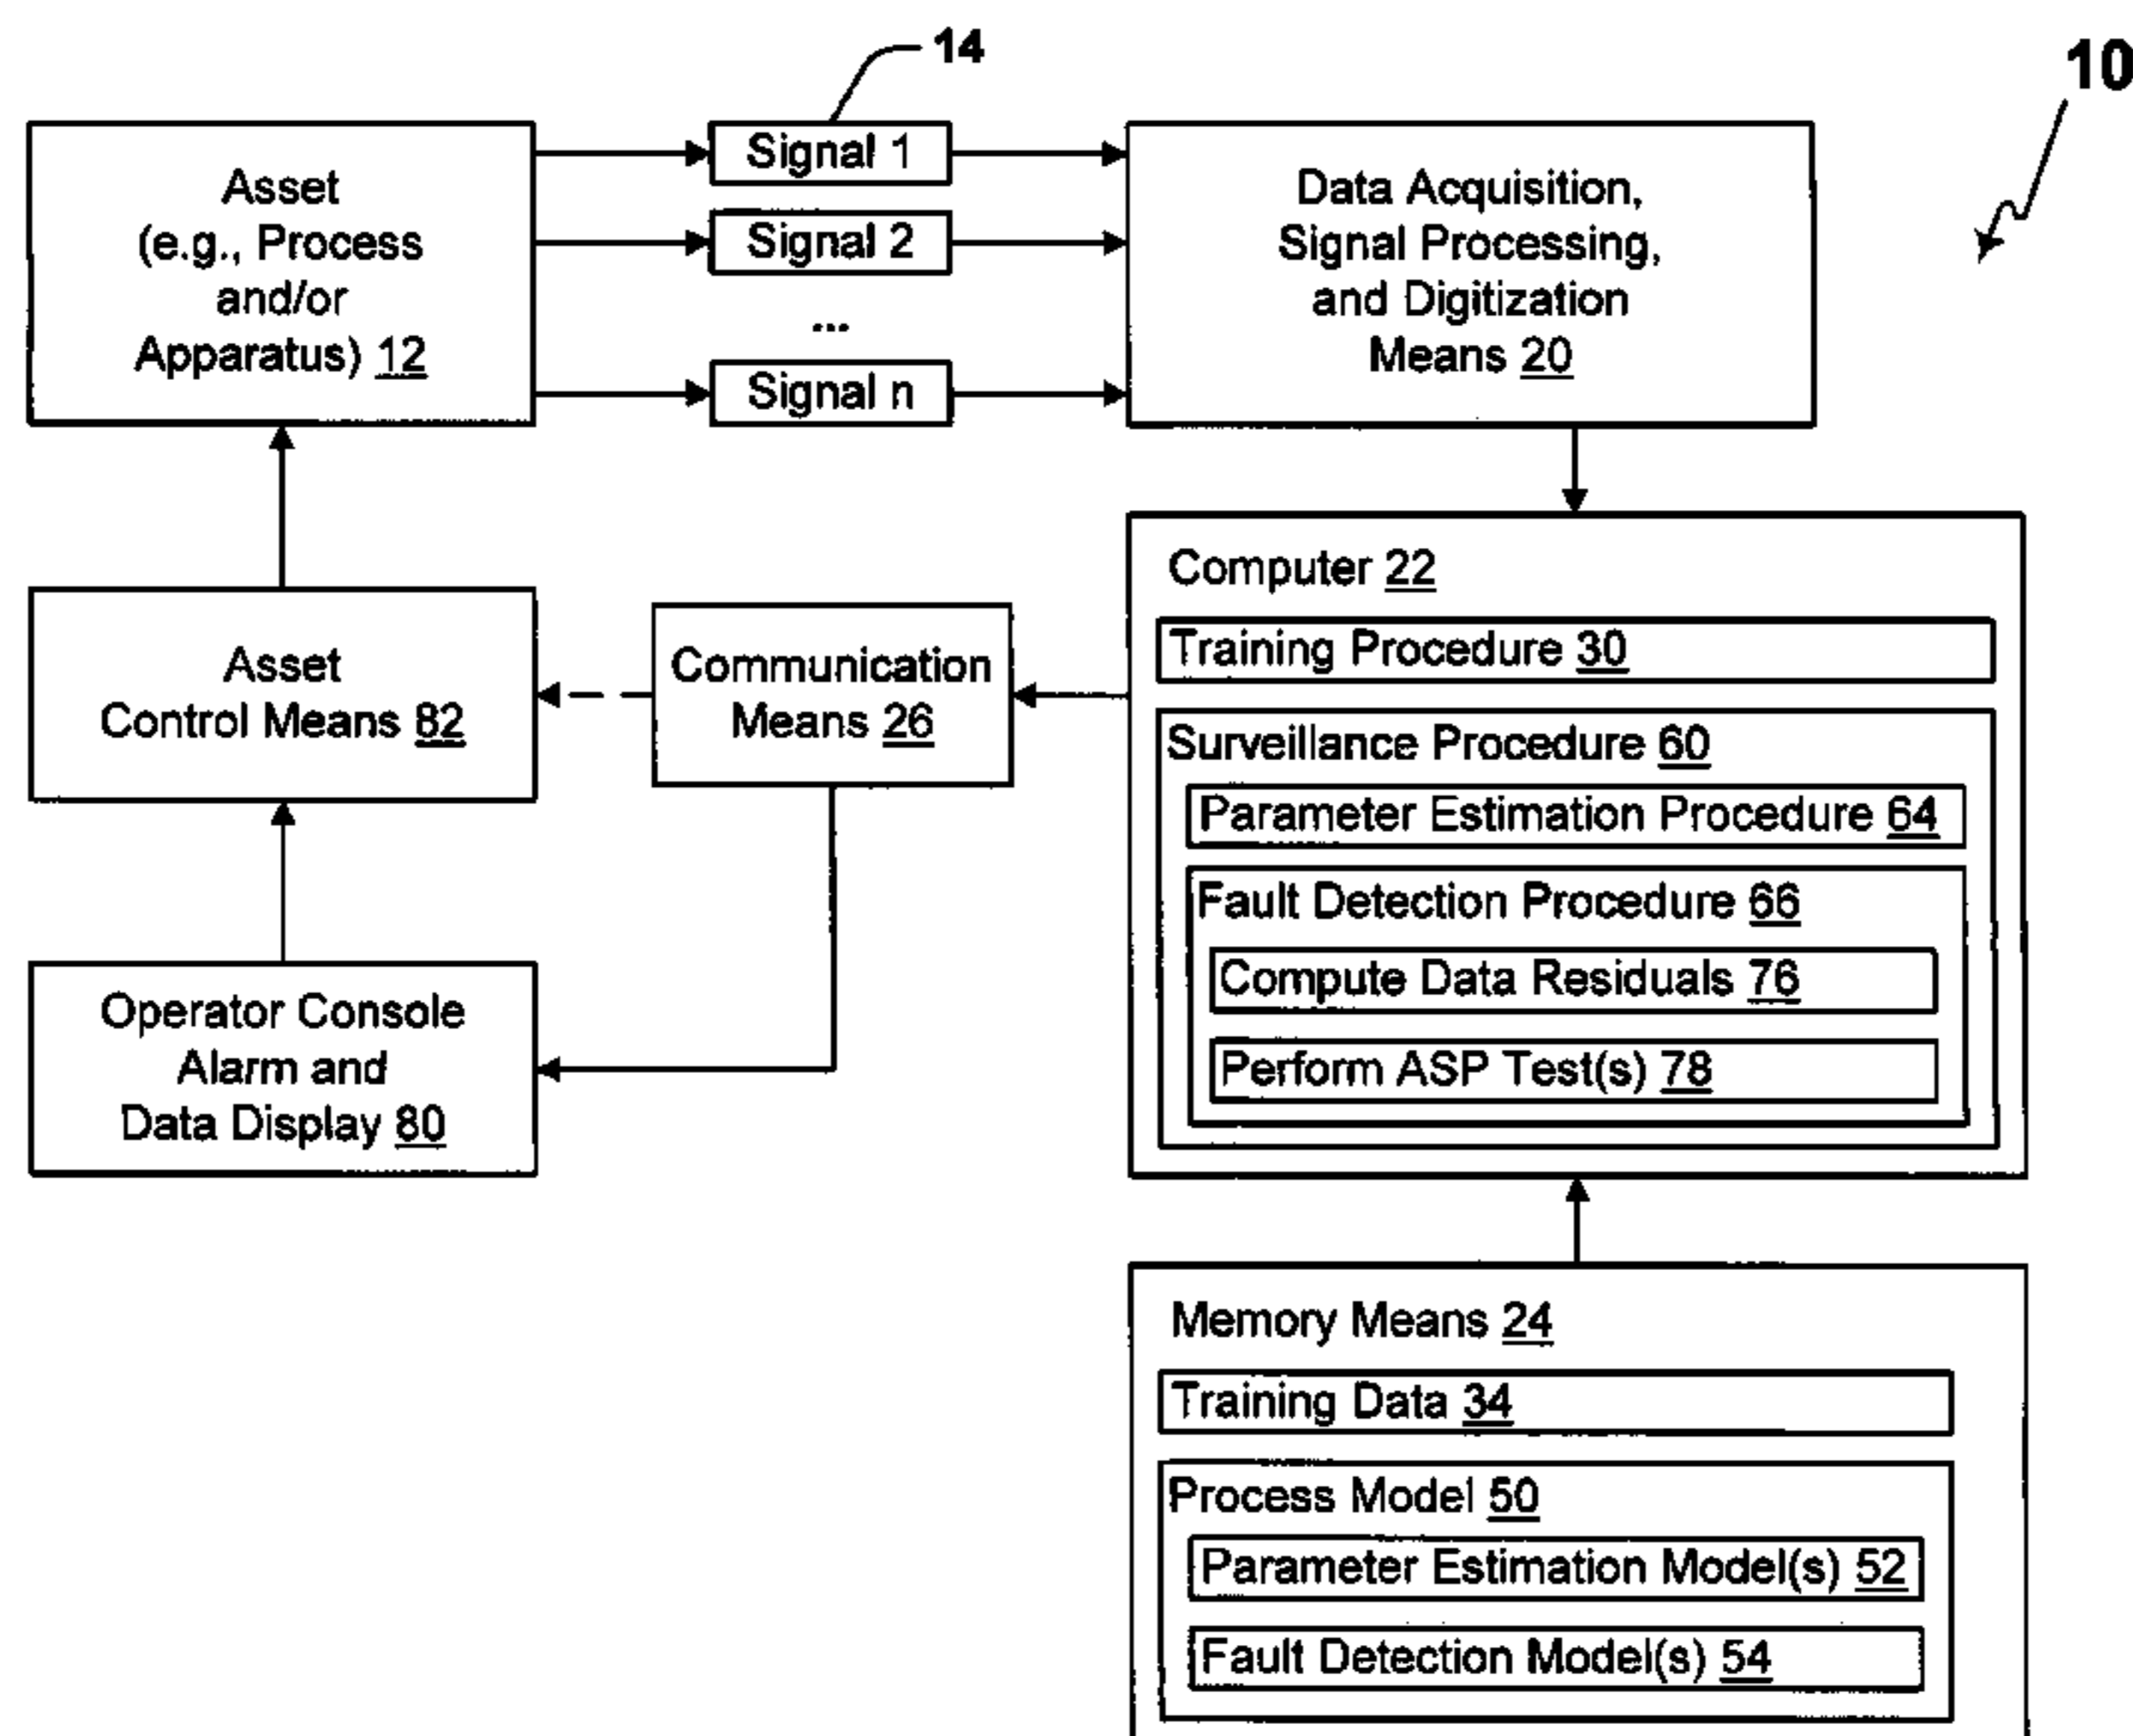 14
10
Asset
(e.g., Process
and/or
Apparatus) 12
Signal 1
Signal 2
...
Signal n
Data Acquisition,
Signal Processing,
and Digitization
Means 20
Computer 22
Training Procedure 30
Surveillance Procedure 60
Parameter Estimation Procedure 64
Fault Detection Procedure 66
Compute Data Residuals 76
Perform ASP Test(s) 78
Communication
Means 26
Asset
Control Means 82
Operator Console
Alarm and
Data Display 80
Memory Means 24
Training Data 34
Process Model 50
Parameter Estimation Model(s) 52
Fault Detection Model(s) 54